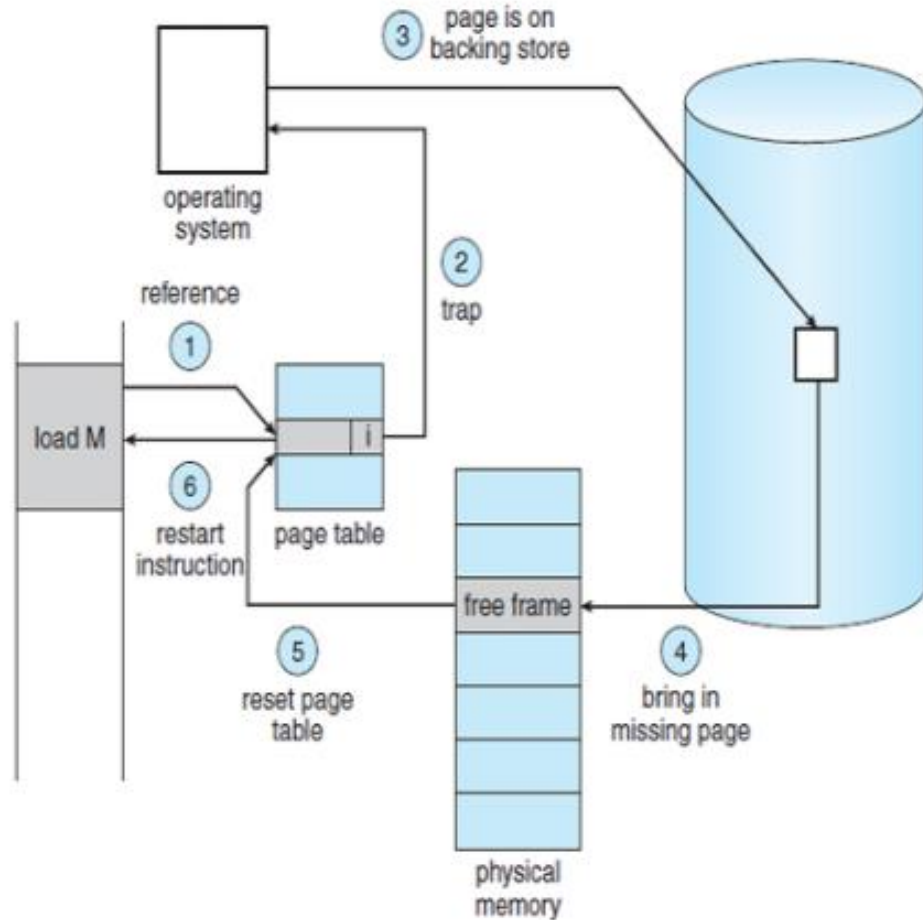 3
page is on
backing store
operating
system
2
trap
reference
1
load M
i
6
restart
instruction
page table
free frame
5
reset page
table
4
bring in
missing page
physical
memory